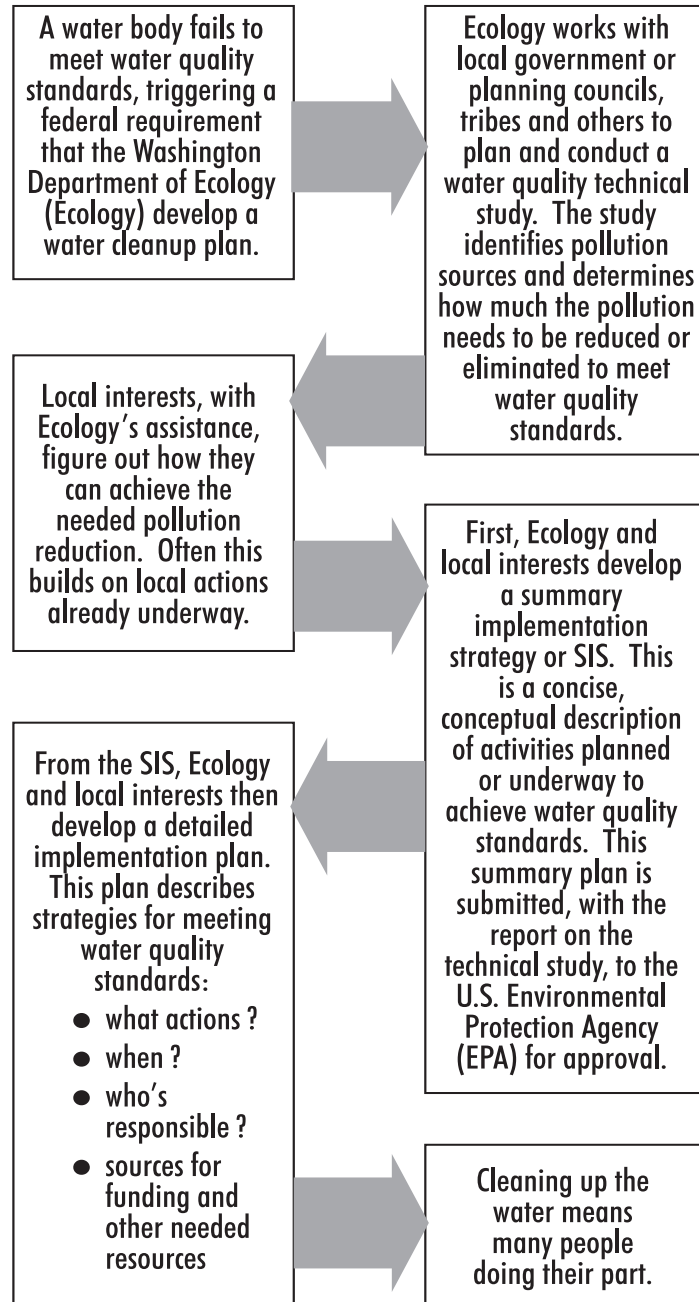 A water body fails to
meet water quality
standards, triggering a
federal requirement
that the Washington
Department of Ecology
(Ecology) develop a
water cleanup plan.
Ecology works with
local government or
planning councils,
tribes and others to
plan and conduct a
water quality technical
study.  The study
identifies pollution
sources and determines
how much the pollution
needs to be reduced or
eliminated to meet
water quality
standards.
Local interests, with
Ecology's assistance,
figure out how they
can achieve the
needed pollution
reduction.  Often this
builds on local actions
already underway.
First, Ecology and
local interests develop
a summary
implementation
strategy or SIS.  This
is a concise,
conceptual description
of activities planned
or underway to
achieve water quality
standards.  This
summary plan is
submitted, with the
report on the
technical study, to the
U.S. Environmental
Protection Agency
(EPA) for approval.
From the SIS, Ecology
and local interests then
develop a detailed
implementation plan.
This plan describes
strategies for meeting
water quality
standards:
● what actions ?
● when ?
● who's
responsible ?
● sources for
funding and
other needed
resources
Cleaning up the
water means
many people
doing their part.